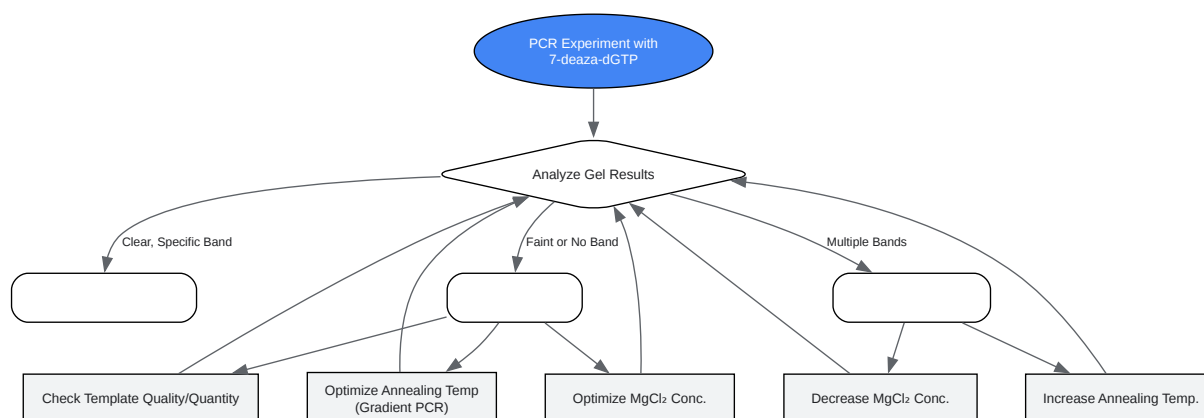 PCR Experiment with
7-deaza-dGTP
Analyze Gel Results
Clear, Specific Band
Faint or No Band
Multiple Bands
Check Template Quality/Quantity
Optimize Annealing Temp
(Gradient PCR)
Optimize MgCl₂ Conc.
Decrease MgCl₂ Conc.
Increase Annealing Temp.